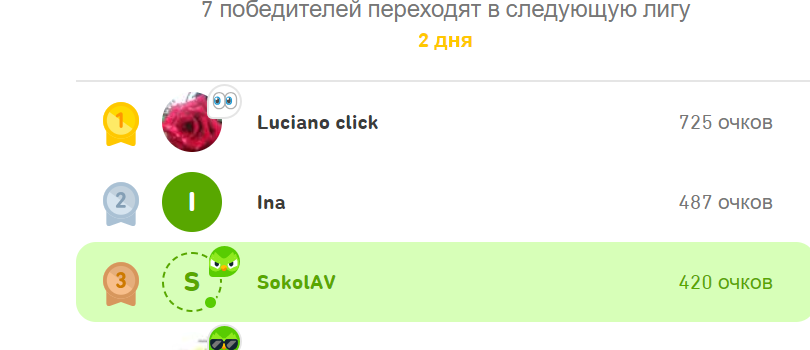 7 победителей переходят в следующую лигу
2 дня
1 Luciano click 725 очков
2 I Ina 487 очков
3 S SokolAV 420 очков